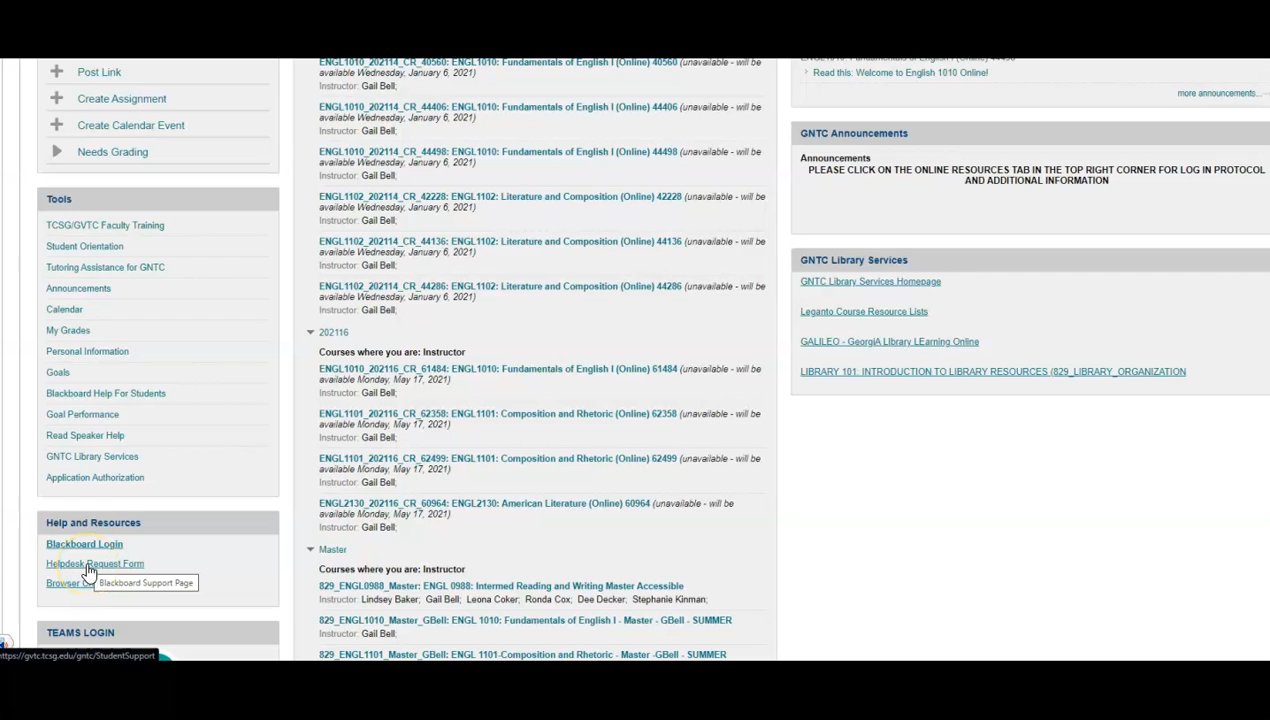 Post Link
Create Assignment
Create Calendar Event
Needs Grading
Tools
TCSG/GVTC Faculty Training
Student Orientation
Tutoring Assistance for GNTC
Announcements
Calendar
My Grades
Personal Information
Goals
Blackboard Help For Students
Goal Performance
Read Speaker Help
GNTC Library Services
Application Authorization
Help and Resources
Blackboard Login
Helpdesk Request Form
Browser
Blackboard Support Page
TEAMS LOGIN
https://gvtc.tcsg.edu/gntc/StudentSupport
ENGL1010_202114_CR_40560: ENGL1010: Fundamentals of English I (Online) 40560 (unavailable - will be
available Wednesday, January 6, 2021)
Instructor: Gail Bell;
ENGL1010_202114_CR_44406: ENGL1010: Fundamentals of English I (Online) 44406 (unavailable - will be
available Wednesday, January 6, 2021)
Instructor: Gail Bell;
ENGL1010_202114_CR_44498: ENGL1010: Fundamentals of English I (Online) 44498 (unavailable - will be
available Wednesday, January 6, 2021)
Instructor: Gail Bell;
ENGL1102_202114_CR_42228: ENGL1102: Literature and Composition (Online) 42228 (unavailable - will be
available Wednesday, January 6, 2021)
Instructor: Gail Bell;
ENGL1102_202114_CR_44136: ENGL1102: Literature and Composition (Online) 44136 (unavailable - will be
available Wednesday, January 6, 2021)
Instructor: Gail Bell;
ENGL1102_202114_CR_44286: ENGL1102: Literature and Composition (Online) 44286 (unavailable - will be
available Wednesday, January 6, 2021)
Instructor: Gail Bell;
202116
Courses where you are: Instructor
ENGL1010_202116_CR_61484: ENGL1010: Fundamentals of English I (Online) 61484 (unavailable - will be
available Monday, May 17, 2021)
Instructor: Gail Bell;
ENGL1101_202116_CR_62358: ENGL1101: Composition and Rhetoric (Online) 62358 (unavailable - will be
available Monday, May 17, 2021)
Instructor: Gail Bell;
ENGL1101_202116_CR_62499: ENGL1101: Composition and Rhetoric (Online) 62499 (unavailable - will be
available Monday, May 17, 2021)
Instructor: Gail Bell;
ENGL2130_202116_CR_60964: ENGL2130: American Literature (Online) 60964 (unavailable - will be
available Monday, May 17, 2021)
Instructor: Gail Bell;
Master
Courses where you are: Instructor
829_ENGL0988_Master: ENGL 0988: Intermed Reading and Writing Master Accessible
Instructor: Lindsey Baker; Gail Bell; Leona Coker; Ronda Cox; Dee Decker; Stephanie Kinman;
829_ENGL1010_Master_GBell: ENGL 1010: Fundamentals of English I - Master - GBell - SUMMER
Instructor: Gail Bell;
829_ENGL1101_Master_GBell: ENGL 1101-Composition and Rhetoric - Master -GBell - SUMMER
Read this: Welcome to English 1010 Online!
more announcements...
GNTC Announcements
Announcements
PLEASE CLICK ON THE ONLINE RESOURCES TAB IN THE TOP RIGHT CORNER FOR LOG IN PROTOCOL
AND ADDITIONAL INFORMATION
GNTC Library Services
GNTC Library Services Homepage
Leganto Course Resource Lists
GALILEO - GeorgiA LIbrary LEarning Online
LIBRARY 101: INTRODUCTION TO LIBRARY RESOURCES (829_LIBRARY_ORGANIZATION